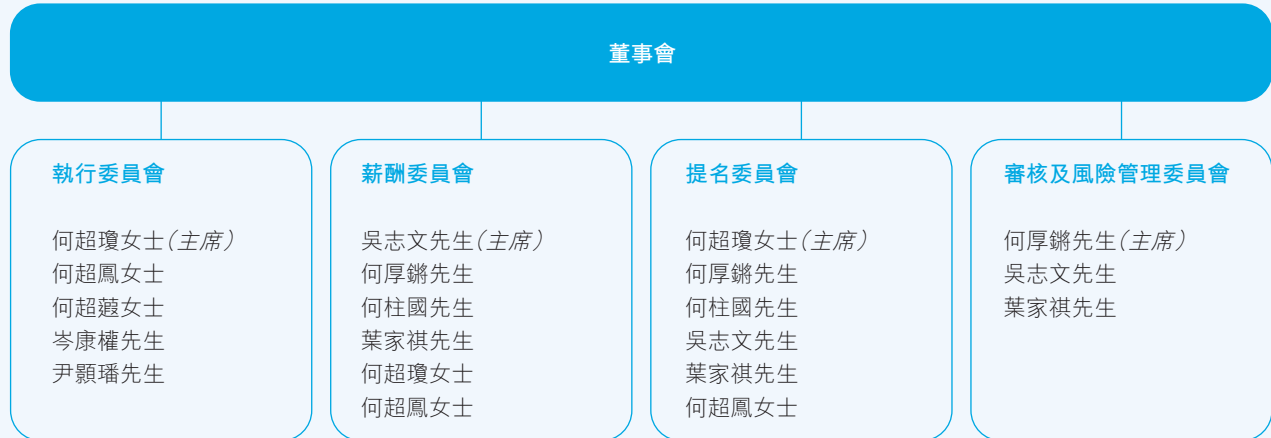 董事會
執行委員會
何超瓊女士(主席)
何超鳳女士
何超蕸女士
岑康權先生
尹顥璠先生
薪酬委員會
吳志文先生(主席)
何厚鏘先生
何柱國先生
葉家祺先生
何超瓊女士
何超鳳女士
提名委員會
何超瓊女士(主席)
何厚鏘先生
何柱國先生
吳志文先生
葉家祺先生
何超鳳女士
審核及風險管理委員會
何厚鏘先生(主席)
吳志文先生
葉家祺先生